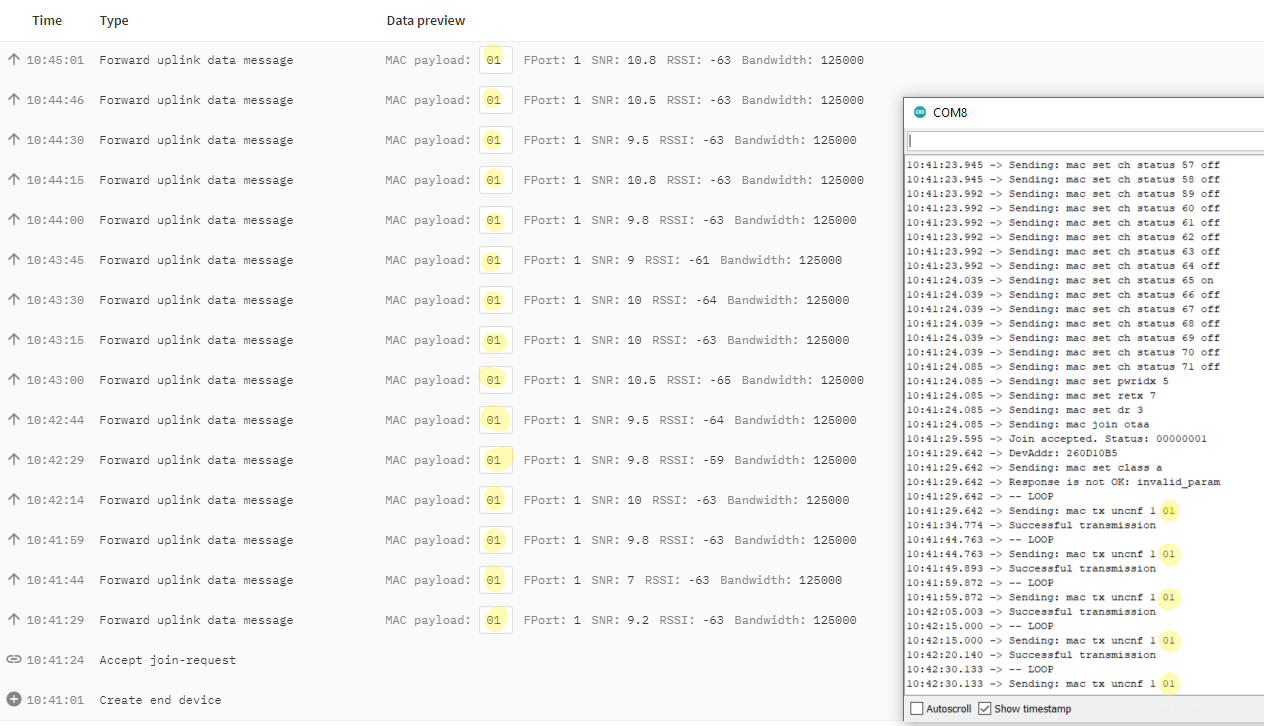 Time Type Data preview
10:45:01 Forward uplink data message MAC payload: 01 FPort: 1 SNR: 10.8 RSSI: -63 Bandwidth: 125000
10:44:46 Forward uplink data message MAC payload: 01 FPort: 1 SNR: 10.5 RSSI: -63 Bandwidth: 125000
10:44:30 Forward uplink data message MAC payload: 01 FPort: 1 SNR: 9.5 RSSI: -63 Bandwidth: 125000
10:44:15 Forward uplink data message MAC payload: 01 FPort: 1 SNR: 10.8 RSSI: -63 Bandwidth: 125000
10:44:00 Forward uplink data message MAC payload: 01 FPort: 1 SNR: 9.8 RSSI: -63 Bandwidth: 125000
10:43:45 Forward uplink data message MAC payload: 01 FPort: 1 SNR: 9 RSSI: -61 Bandwidth: 125000
10:43:30 Forward uplink data message MAC payload: 01 FPort: 1 SNR: 10 RSSI: -64 Bandwidth: 125000
10:43:15 Forward uplink data message MAC payload: 01 FPort: 1 SNR: 10 RSSI: -63 Bandwidth: 125000
10:43:00 Forward uplink data message MAC payload: 01 FPort: 1 SNR: 10.5 RSSI: -65 Bandwidth: 125000
10:42:44 Forward uplink data message MAC payload: 01 FPort: 1 SNR: 9.5 RSSI: -64 Bandwidth: 125000
10:42:29 Forward uplink data message MAC payload: 01 FPort: 1 SNR: 9.8 RSSI: -59 Bandwidth: 125000
10:42:14 Forward uplink data message MAC payload: 01 FPort: 1 SNR: 10 RSSI: -63 Bandwidth: 125000
10:41:59 Forward uplink data message MAC payload: 01 FPort: 1 SNR: 9.8 RSSI: -63 Bandwidth: 125000
10:41:44 Forward uplink data message MAC payload: 01 FPort: 1 SNR: 7 RSSI: -63 Bandwidth: 125000
10:41:29 Forward uplink data message MAC payload: 01 FPort: 1 SNR: 9.2 RSSI: -63 Bandwidth: 125000
10:41:24 Accept join-request
10:41:01 Create end device
COM8
10:41:23.945 -> Sending: mac set ch status 57 off
10:41:23.945 -> Sending: mac set ch status 58 off
10:41:23.992 -> Sending: mac set ch status 59 off
10:41:23.992 -> Sending: mac set ch status 60 off
10:41:23.992 -> Sending: mac set ch status 61 off
10:41:23.992 -> Sending: mac set ch status 62 off
10:41:23.992 -> Sending: mac set ch status 63 off
10:41:23.992 -> Sending: mac set ch status 64 off
10:41:24.039 -> Sending: mac set ch status 65 on
10:41:24.039 -> Sending: mac set ch status 66 off
10:41:24.039 -> Sending: mac set ch status 67 off
10:41:24.039 -> Sending: mac set ch status 68 off
10:41:24.039 -> Sending: mac set ch status 69 off
10:41:24.039 -> Sending: mac set ch status 70 off
10:41:24.085 -> Sending: mac set ch status 71 off
10:41:24.085 -> Sending: mac set pwridx 5
10:41:24.085 -> Sending: mac set retx 7
10:41:24.085 -> Sending: mac set dr 3
10:41:24.085 -> Sending: mac join otaa
10:41:29.595 -> Join accepted. Status: 00000001
10:41:29.642 -> DevAddr: 260D10B5
10:41:29.642 -> Sending: mac set class a
10:41:29.642 -> Response is not OK: invalid_param
10:41:29.642 -> -- LOOP
10:41:29.642 -> Sending: mac tx uncnf 1 01
10:41:34.774 -> Successful transmission
10:41:44.763 -> -- LOOP
10:41:44.763 -> Sending: mac tx uncnf 1 01
10:41:49.893 -> Successful transmission
10:41:59.872 -> -- LOOP
10:41:59.872 -> Sending: mac tx uncnf 1 01
10:42:05.003 -> Successful transmission
10:42:15.000 -> -- LOOP
10:42:15.000 -> Sending: mac tx uncnf 1 01
10:42:20.140 -> Successful transmission
10:42:30.133 -> -- LOOP
10:42:30.133 -> Sending: mac tx uncnf 1 01
Autoscroll Show timestamp